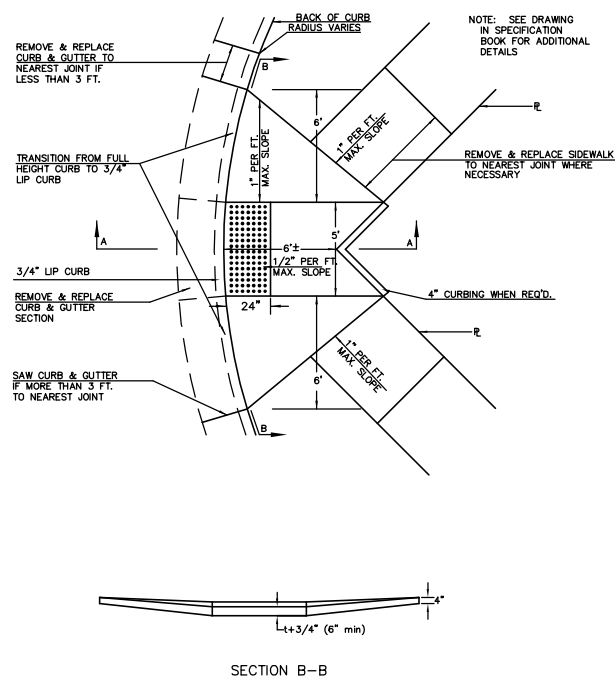 BACK OF CURB
RADIUS VARIES
NOTE: SEE DRAWING
IN SPECIFICATION
BOOK FOR ADDITIONAL
DETAILS
REMOVE & REPLACE
CURB & GUTTER TO
NEAREST JOINT IF
LESS THAN 3 FT.
B
6'
1" PER FT.
MAX. SLOPE
1" PER FT.
MAX. SLOPE
PL
TRANSITION FROM FULL
HEIGHT CURB TO 3/4"
LIP CURB
REMOVE & REPLACE SIDEWALK
TO NEAREST JOINT WHERE
NECESSARY
A
6'±
5'
A
3/4" LIP CURB
1/2" PER FT.
MAX. SLOPE
REMOVE & REPLACE
CURB & GUTTER
SECTION
24"
4" CURBING WHEN REQ'D.
PL
1" PER FT.
MAX. SLOPE
SAW CURB & GUTTER
IF MORE THAN 3 FT.
TO NEAREST JOINT
6'
B
4"
t+3/4" (6" min)
SECTION B-B